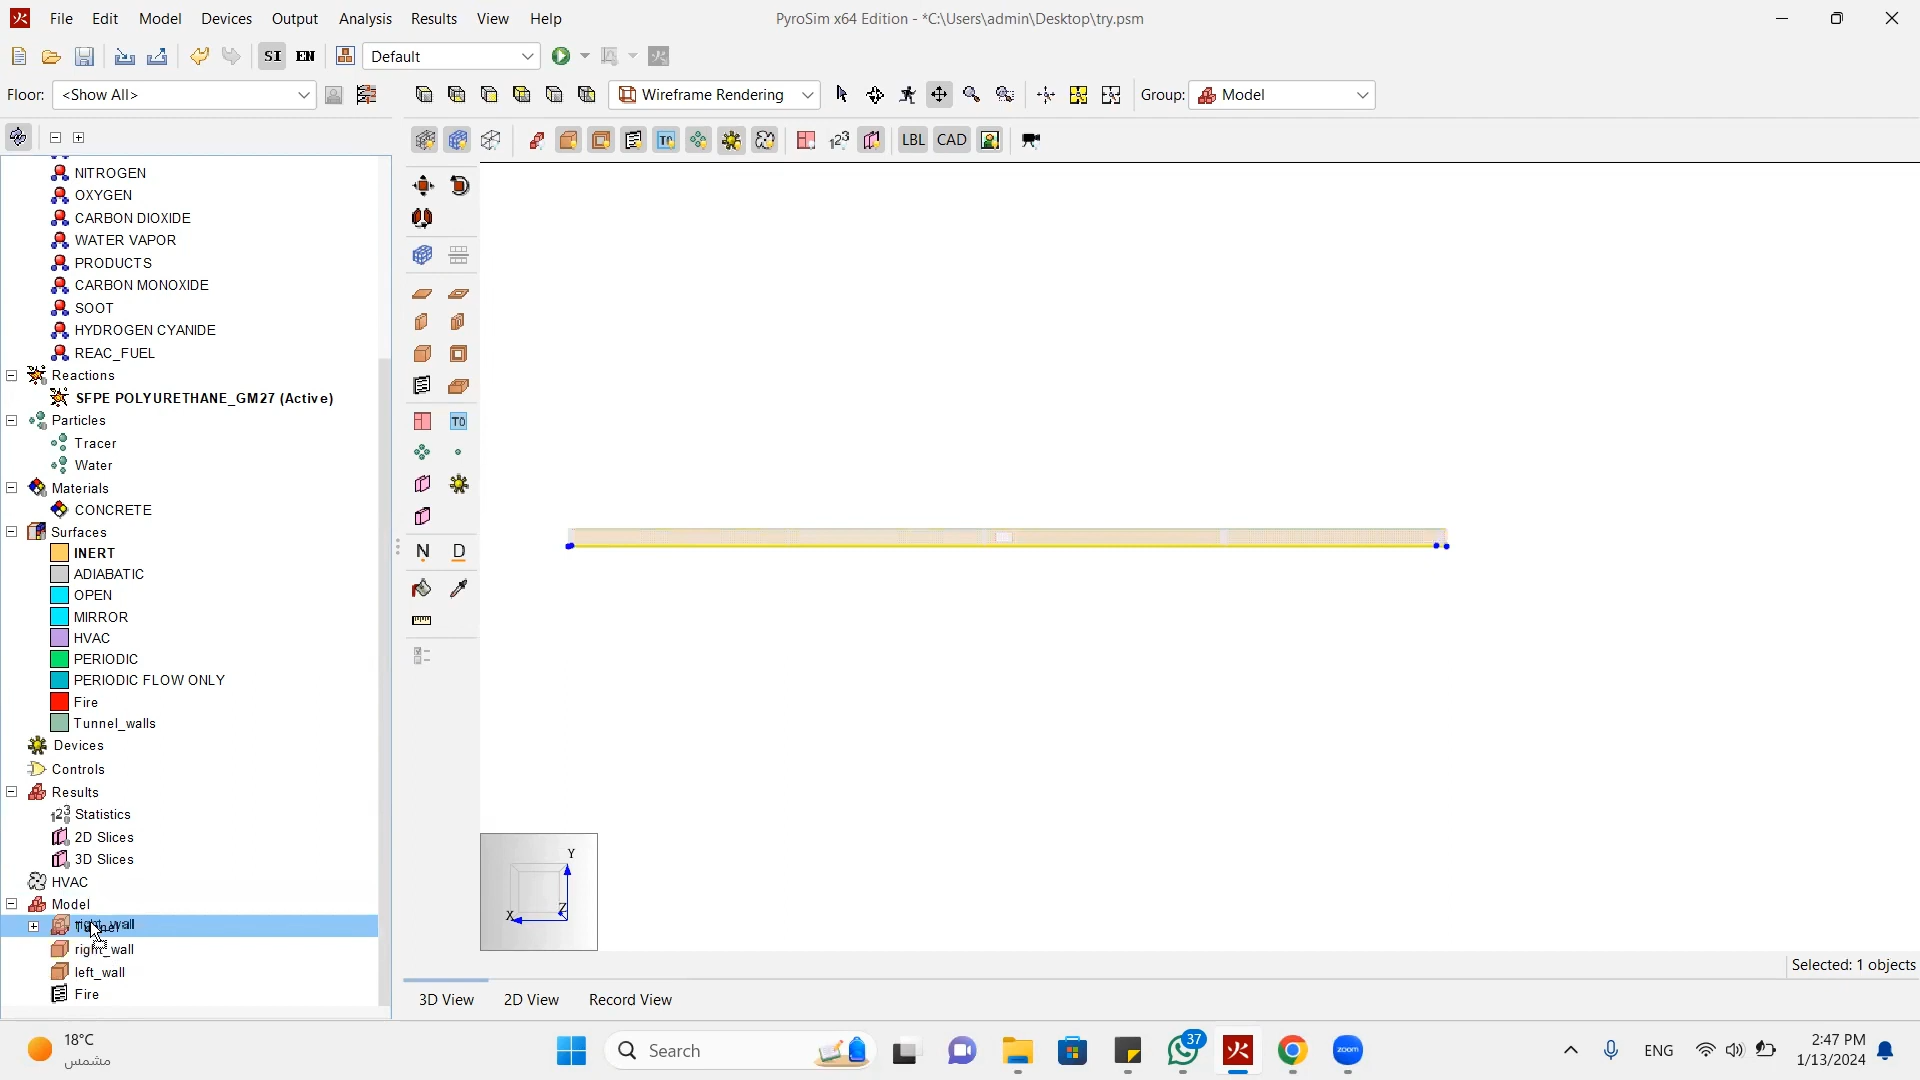 File Edit Model Devices Output Analysis Results View Help
PyroSim x64 Edition - *C:\Users\admin\Desktop\try.psm
SI EN Default
Floor: <Show All>
Wireframe Rendering
Group: Model
LBL CAD
NITROGEN
OXYGEN
CARBON DIOXIDE
WATER VAPOR
PRODUCTS
CARBON MONOXIDE
SOOT
HYDROGEN CYANIDE
REAC_FUEL
Reactions
SFPE POLYURETHANE_GM27 (Active)
Particles
Tracer
Water
Materials
CONCRETE
Surfaces
INERT
ADIABATIC
OPEN
MIRROR
HVAC
PERIODIC
PERIODIC FLOW ONLY
Fire
Tunnel_walls
Devices
Controls
Results
Statistics
2D Slices
3D Slices
HVAC
Model
right_wall
left_wall
Fire
T0
N D
Y
X
Z
Selected: 1 objects
3D View 2D View Record View
18°C
مشمس
Search
37
zoom
ENG
2:47 PM
1/13/2024